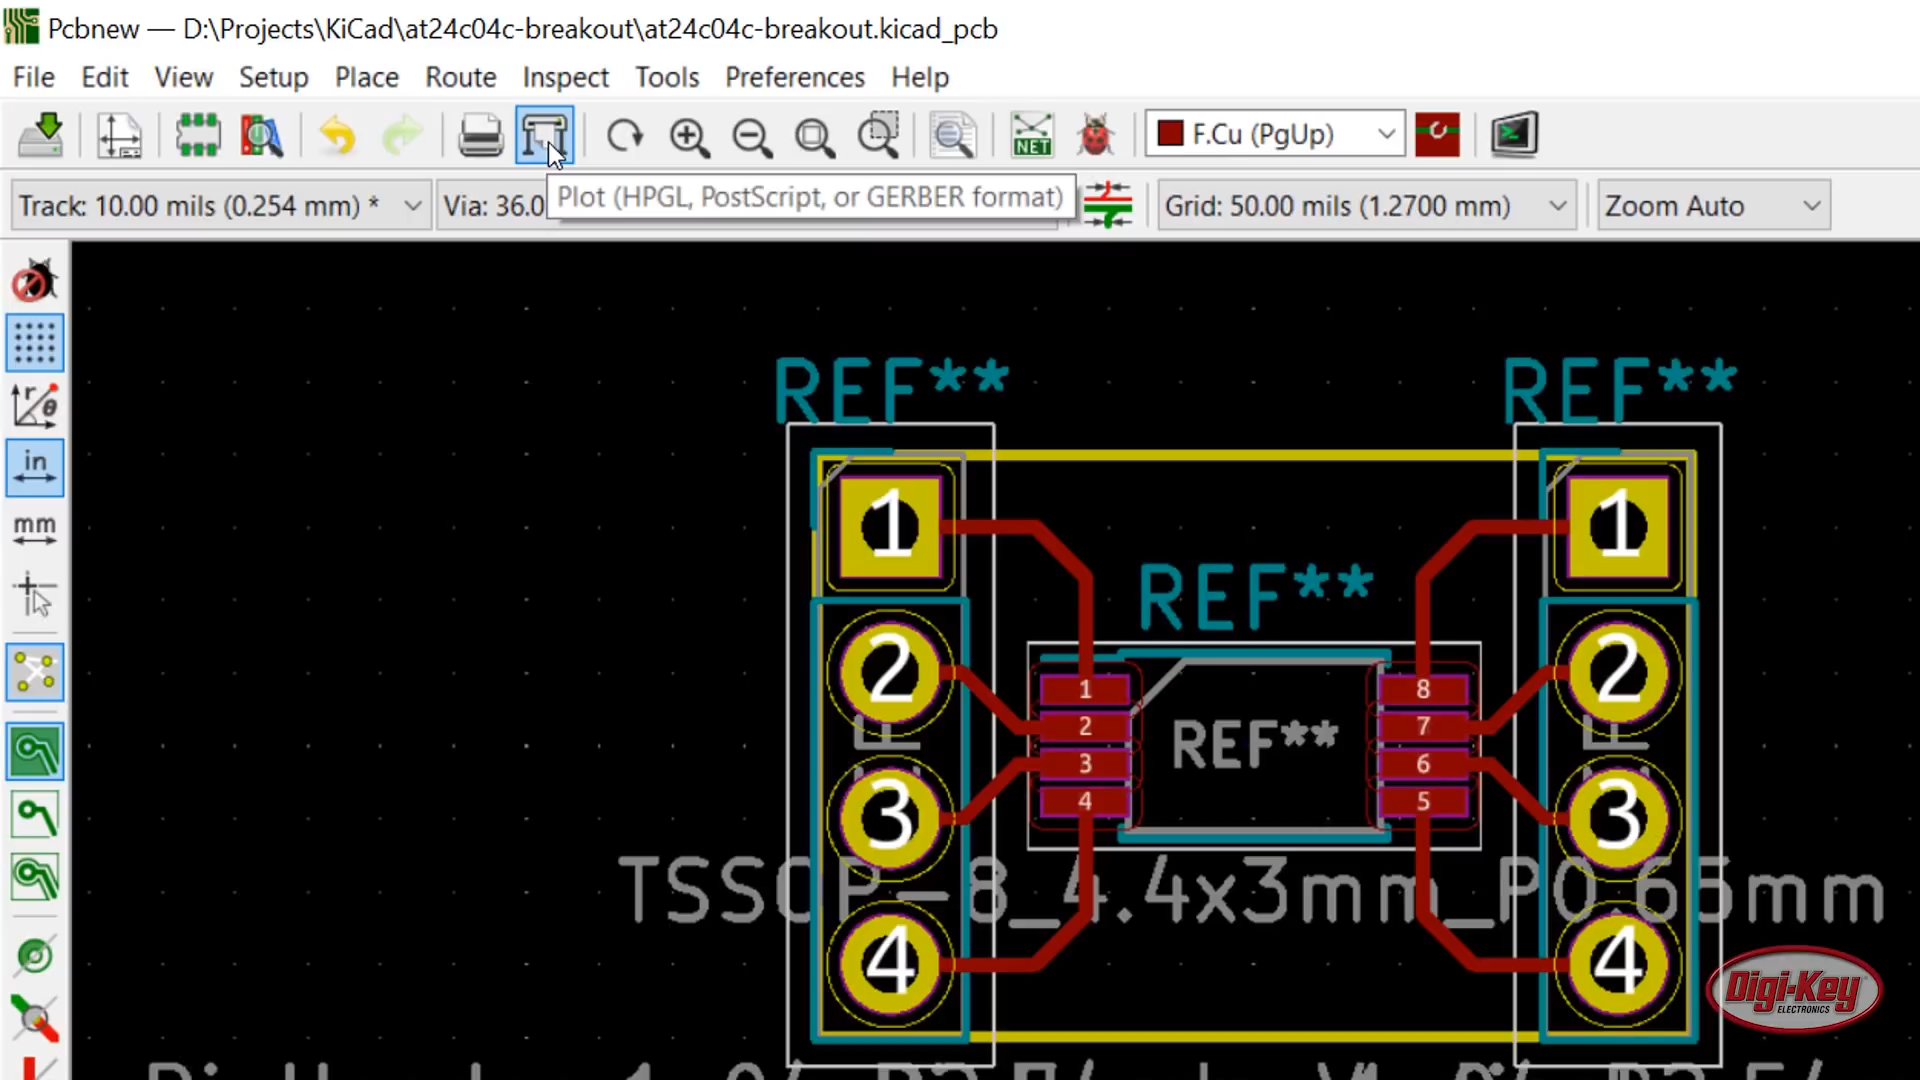 Pcbnew — D:\Projects\KiCad\at24c04c-breakout\at24c04c-breakout.kicad_pcb
File Edit View Setup Place Route Inspect Tools Preferences Help
NET
F.Cu (PgUp)
Track: 10.00 mils (0.254 mm) *
Via: 36.0
Plot (HPGL, PostScript, or GERBER format)
Grid: 50.00 mils (1.2700 mm)
Zoom Auto
r
θ
in
mm
REF**
REF**
1
1
REF**
2
1
8
2
2
7
REF**
3
6
3
4
5
3
TSSOP-8_4.4x3mm_P0.65mm
4
4
Digi-Key
ELECTRONICS